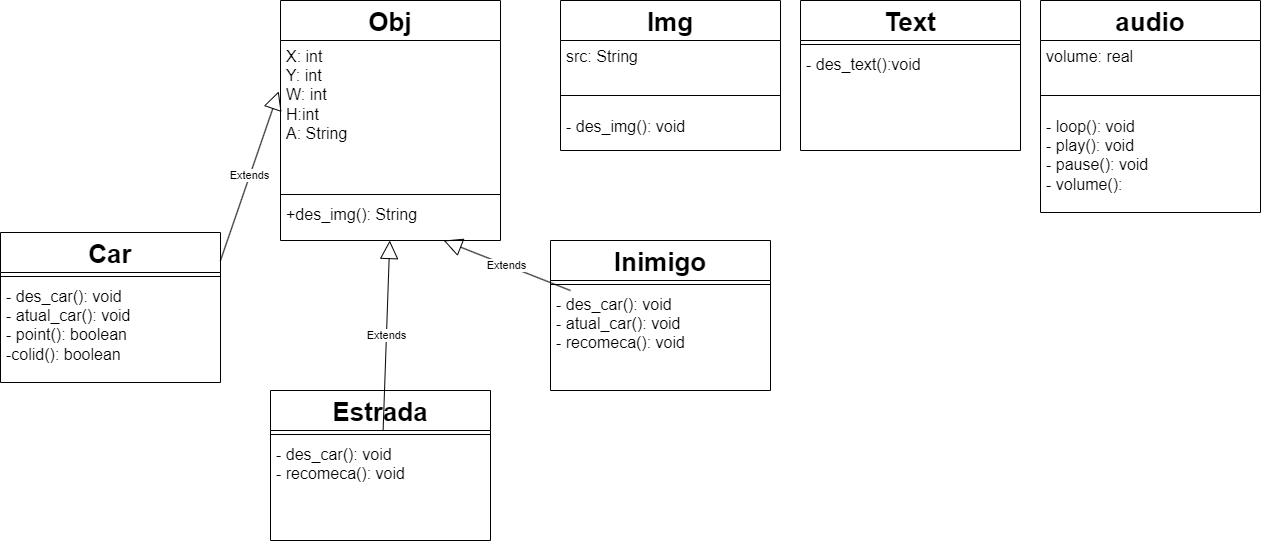 Obj
X: int
Y: int
W: int
H:int
A: String
+des_img(): String
Img
src: String
- des_img(): void
Text
- des_text():void
audio
volume: real
- loop(): void
- play(): void
- pause(): void
- volume():
Extends
Car
- des_car(): void
- atual_car(): void
- point(): boolean
-colid(): boolean
Extends
Inimigo
- des_car(): void
- atual_car(): void
- recomeca(): void
Extends
Estrada
- des_car(): void
- recomeca(): void